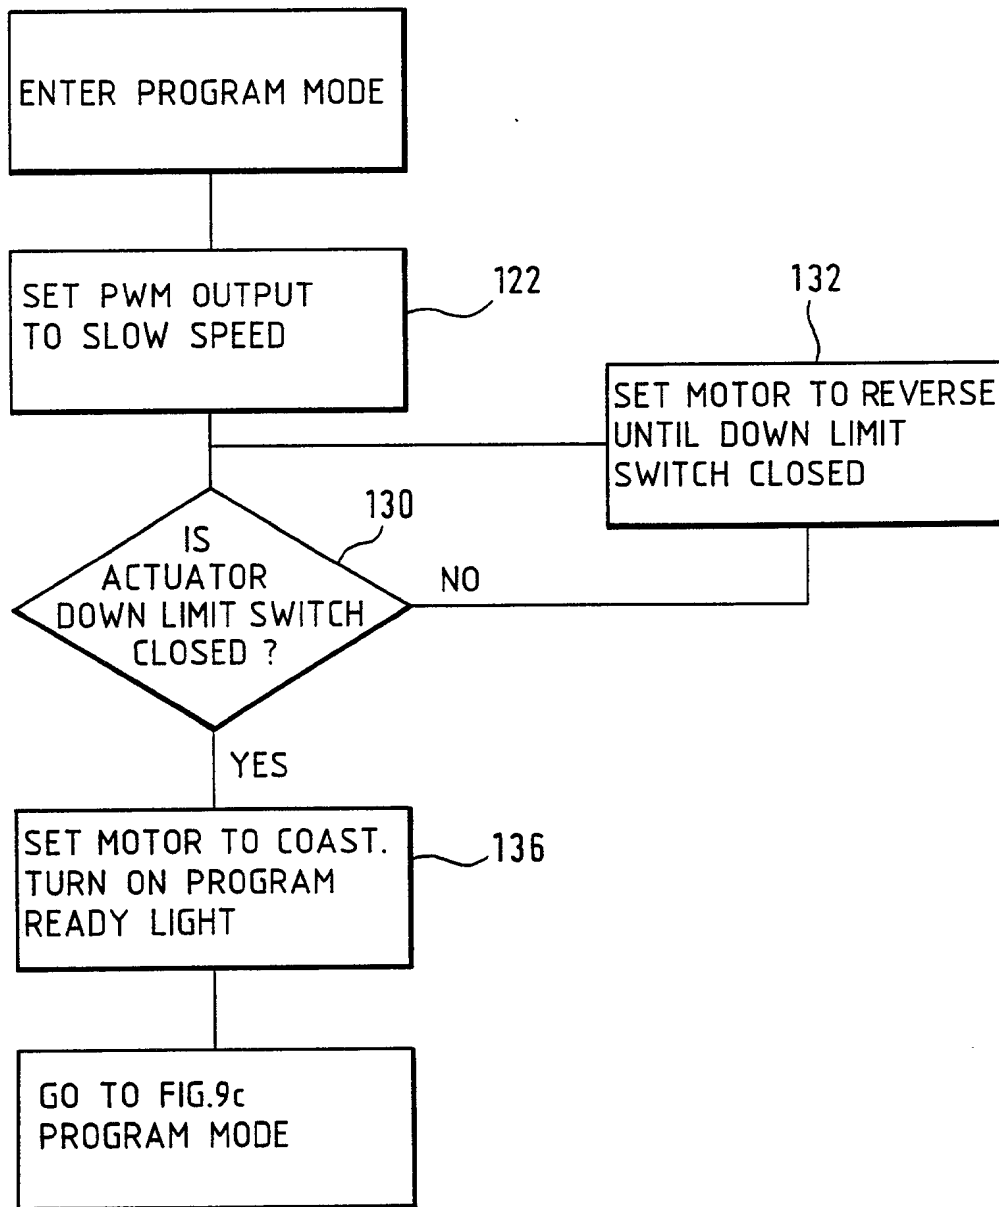 ENTER PROGRAM MODE
SET PWM OUTPUT
TO SLOW SPEED
122
132
SET MOTOR TO REVERSE
UNTIL DOWN LIMIT
SWITCH CLOSED
130
IS
ACTUATOR
DOWN LIMIT SWITCH
CLOSED ?
NO
YES
SET MOTOR TO COAST.
TURN ON PROGRAM
READY LIGHT
136
GO TO FIG.9c
PROGRAM MODE